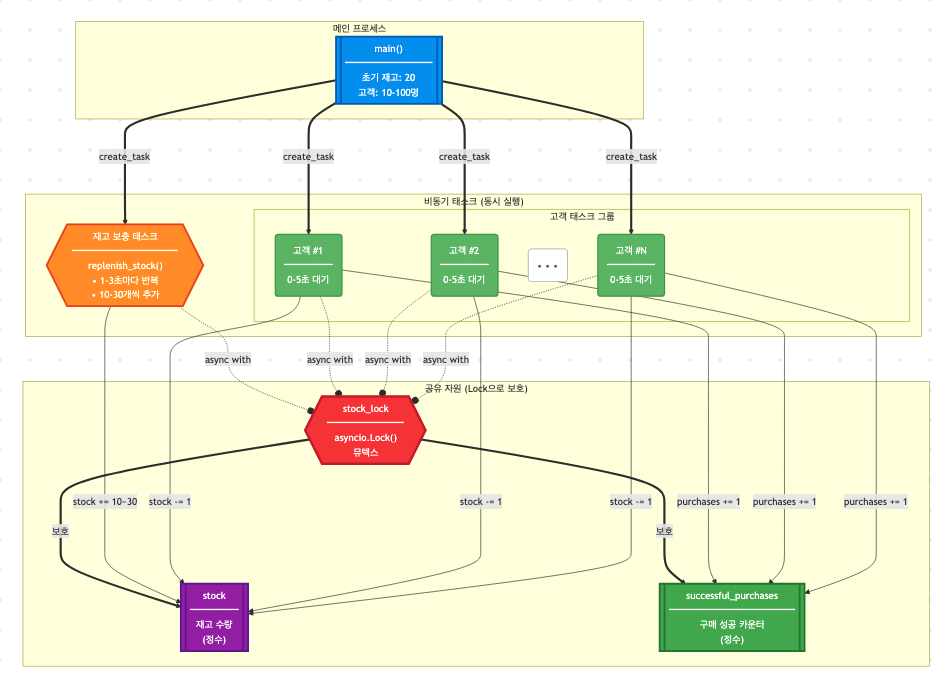 메인 프로세스
main()
초기 재고: 20
고객: 10-100명
create_task
create_task
create_task
create_task
비동기 태스크 (동시 실행)
고객 태스크 그룹
재고 보충 태스크
replenish_stock()
• 1-3초마다 반복
• 10-30개씩 추가
고객 #1
0-5초 대기
고객 #2
0-5초 대기
...
고객 #N
0-5초 대기
async with
async with
async with
async with
공유 자원 (Lock으로 보호)
stock_lock
asyncio.Lock()
뮤텍스
stock += 10-30
stock -= 1
stock -= 1
stock -= 1
purchases += 1
purchases += 1
purchases += 1
보호
보호
stock
재고 수량
(정수)
successful_purchases
구매 성공 카운터
(정수)